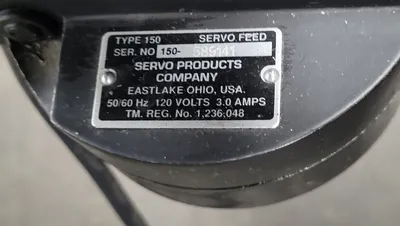 TYPE 150 SERVO FEED
SER. NO 150- 589141
SERVO PRODUCTS
COMPANY
EASTLAKE OHIO, USA.
50/60 Hz 120 VOLTS 3.0 AMPS
TM. REG. No. 1,236,048